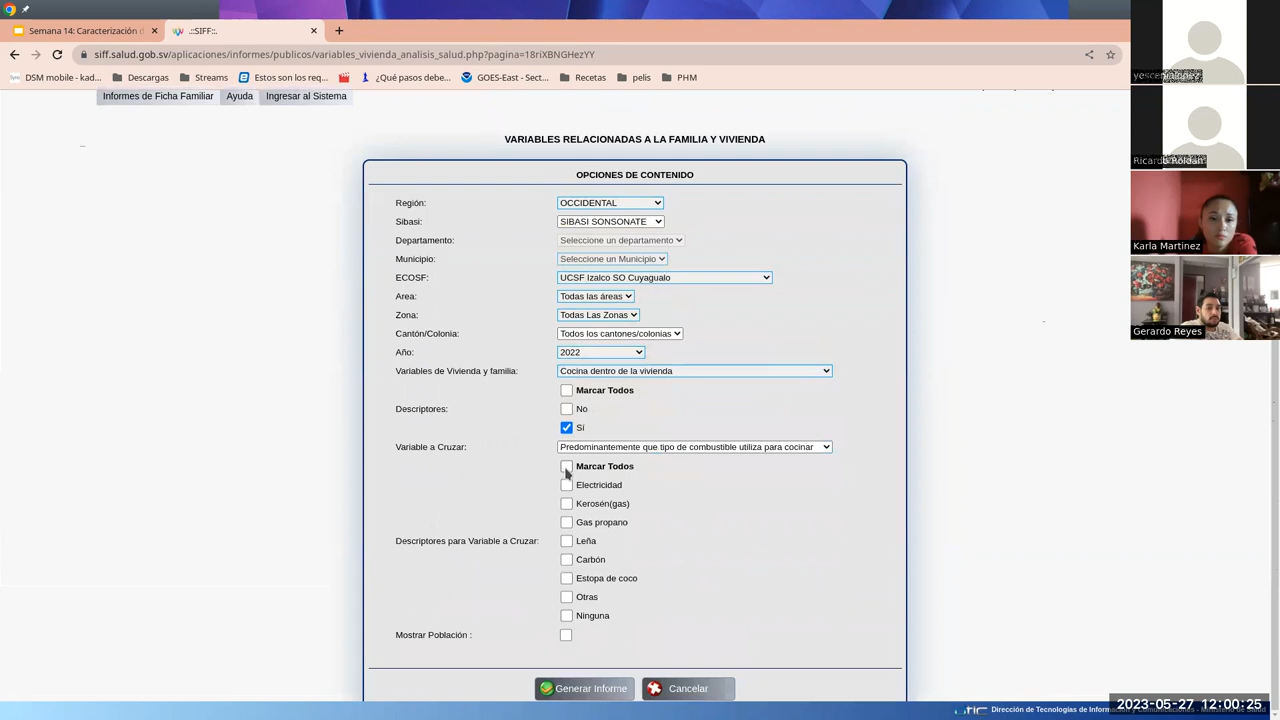 Semana 14: Caracterización d
.::SIFF::.
siff.salud.gob.sv/aplicaciones/informes/publicos/variables_vivienda_analisis_salud.php?pagina=18riXBNGHezYY
DSM mobile - kad... Descargas Streams Estos son los req... ¿Qué pasos debe... GOES-East - Sect... Recetas pelis PHM
Informes de Ficha Familiar Ayuda Ingresar al Sistema
VARIABLES RELACIONADAS A LA FAMILIA Y VIVIENDA
OPCIONES DE CONTENIDO
Región: OCCIDENTAL
Sibasi: SIBASI SONSONATE
Departamento: Seleccione un departamento
Municipio: Seleccione un Municipio
ECOSF: UCSF Izalco SO Cuyagualo
Area: Todas las áreas
Zona: Todas Las Zonas
Cantón/Colonia: Todos los cantones/colonias
Año: 2022
Variables de Vivienda y familia: Cocina dentro de la vivienda
Marcar Todos
Descriptores: No
Sí
Variable a Cruzar: Predominantemente que tipo de combustible utiliza para cocinar
Marcar Todos
Electricidad
Kerosén(gas)
Gas propano
Descriptores para Variable a Cruzar: Leña
Carbón
Estopa de coco
Otras
Ninguna
Mostrar Población :
Generar Informe Cancelar
Dirección de Tecnologías de Información y Comunicaciones - Ministerio de Salud
2023-05-27 12:00:25
Ricardo Roldan
Karla Martinez
Gerardo Reyes